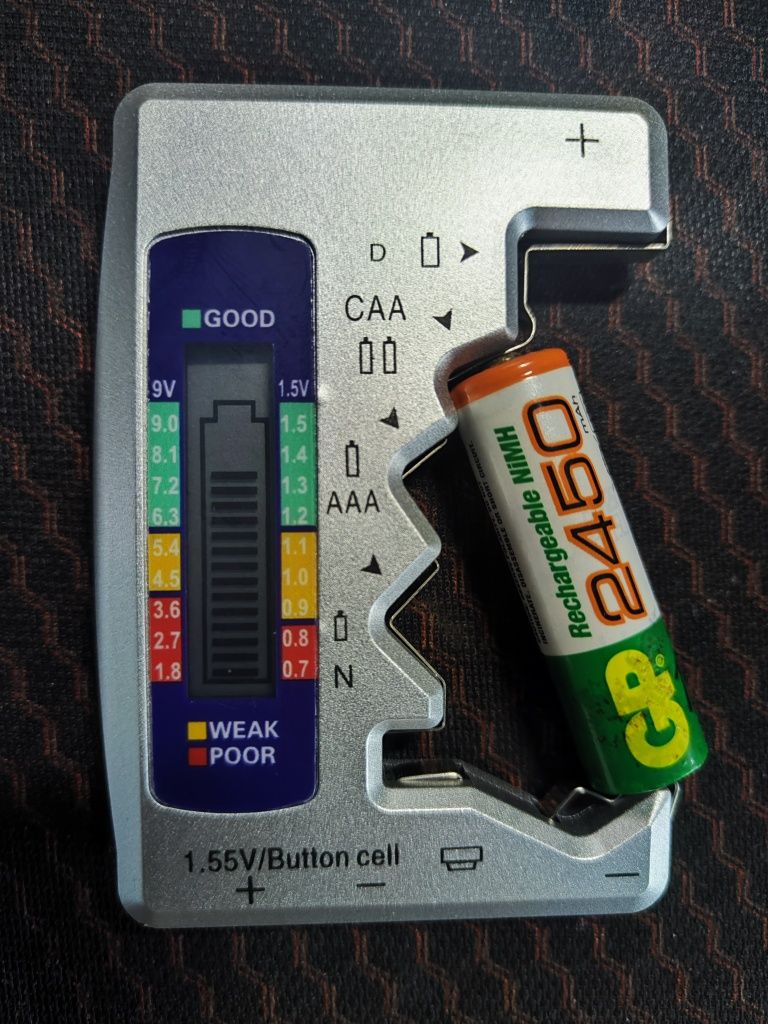 +
D
CAA
AAA
N
GOOD
9V 1.5V
9.0 1.5
8.1 1.4
7.2 1.3
6.3 1.2
5.4 1.1
4.5 1.0
3.6 0.9
2.7 0.8
1.8 0.7
WEAK
POOR
1.55V/Button cell
+ − −
Rechargeable NiMH
2450 mAh
GP